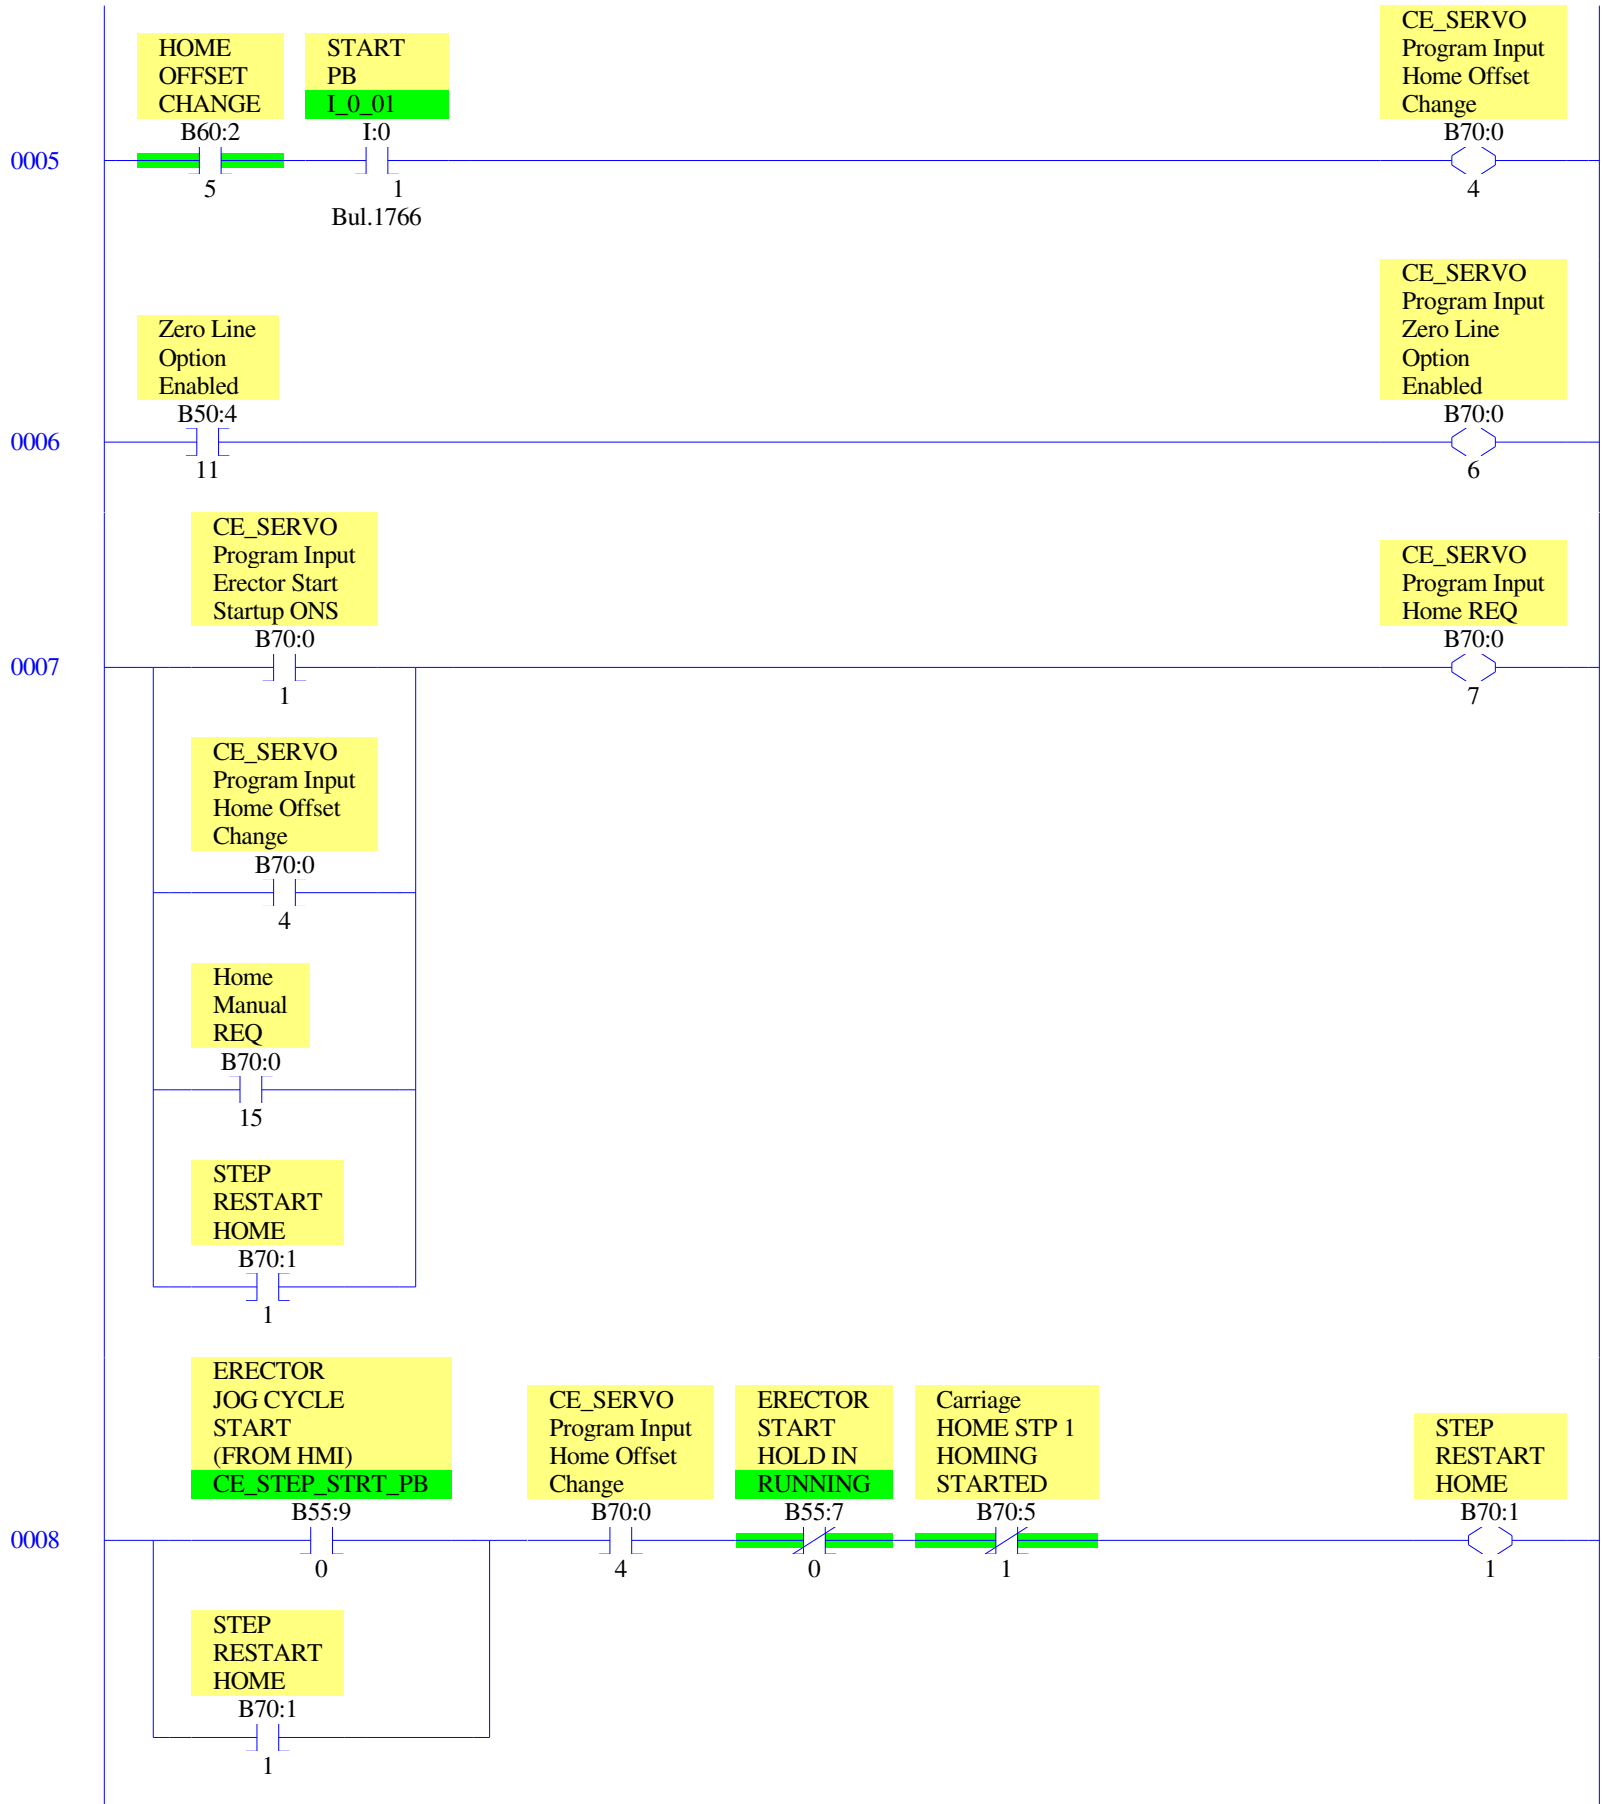 HOME
OFFSET
CHANGE
B60:2
5
START
PB
I_0_01
I:0
1
Bul.1766
CE_SERVO
Program Input
Home Offset
Change
B70:0
4
0005
Zero Line
Option
Enabled
B50:4
11
CE_SERVO
Program Input
Zero Line
Option
Enabled
B70:0
6
0006
CE_SERVO
Program Input
Erector Start
Startup ONS
B70:0
1
CE_SERVO
Program Input
Home REQ
B70:0
7
0007
CE_SERVO
Program Input
Home Offset
Change
B70:0
4
Home
Manual
REQ
B70:0
15
STEP
RESTART
HOME
B70:1
1
ERECTOR
JOG CYCLE
START
(FROM HMI)
CE_STEP_STRT_PB
B55:9
0
CE_SERVO
Program Input
Home Offset
Change
B70:0
4
ERECTOR
START
HOLD IN
RUNNING
B55:7
0
Carriage
HOME STP 1
HOMING
STARTED
B70:5
1
STEP
RESTART
HOME
B70:1
1
0008
STEP
RESTART
HOME
B70:1
1